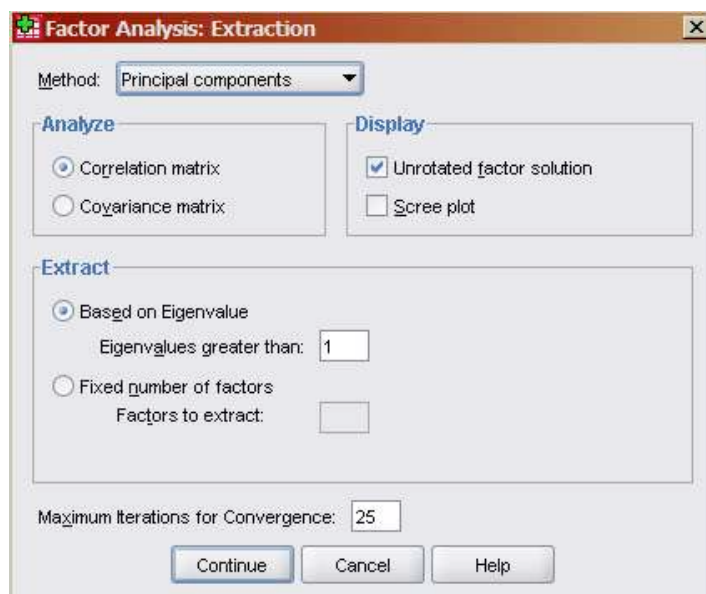 Factor Analysis: Extraction
Method: Principal components
Analyze
Correlation matrix
Covariance matrix
Display
Unrotated factor solution
Scree plot
Extract
Based on Eigenvalue
Eigenvalues greater than: 1
Fixed number of factors
Factors to extract:
Maximum Iterations for Convergence: 25
Continue Cancel Help